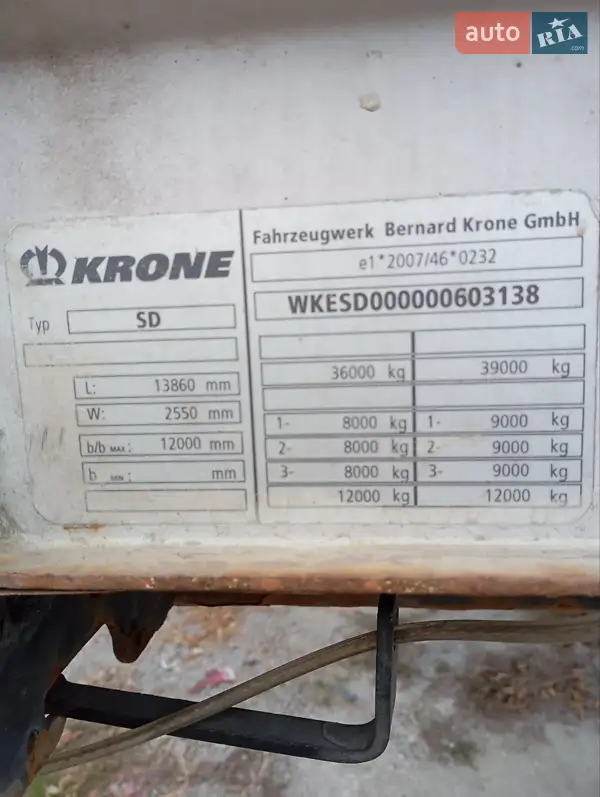 auto RIA.com
KRONE
Typ SD
L: 13860 mm
W: 2550 mm
b/b MAX: 12000 mm
b MIN: mm
Fahrzeugwerk Bernard Krone GmbH
e1*2007/46*0232
WKESD000000603138
36000 kg 39000 kg
1- 8000 kg 1- 9000 kg
2- 8000 kg 2- 9000 kg
3- 8000 kg 3- 9000 kg
12000 kg 12000 kg